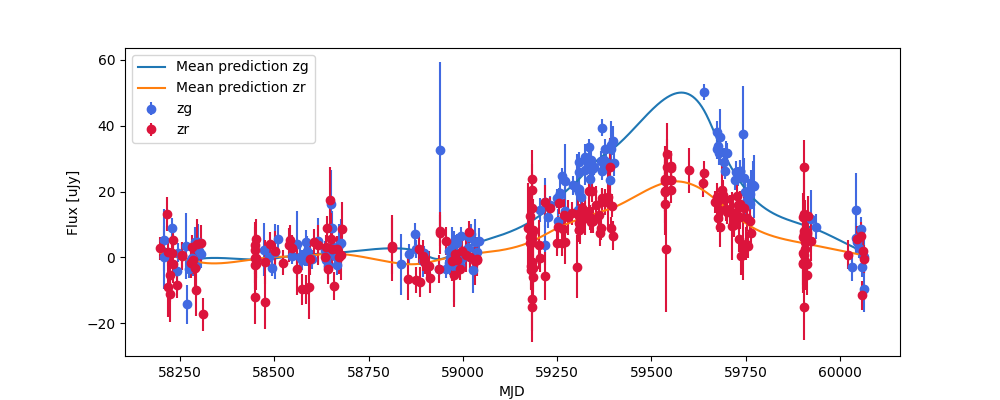 60
40
20
0
−20
Flux [uJy]
Mean prediction zg
Mean prediction zr
zg
zr
58250 58500 58750 59000 59250 59500 59750 60000
MJD